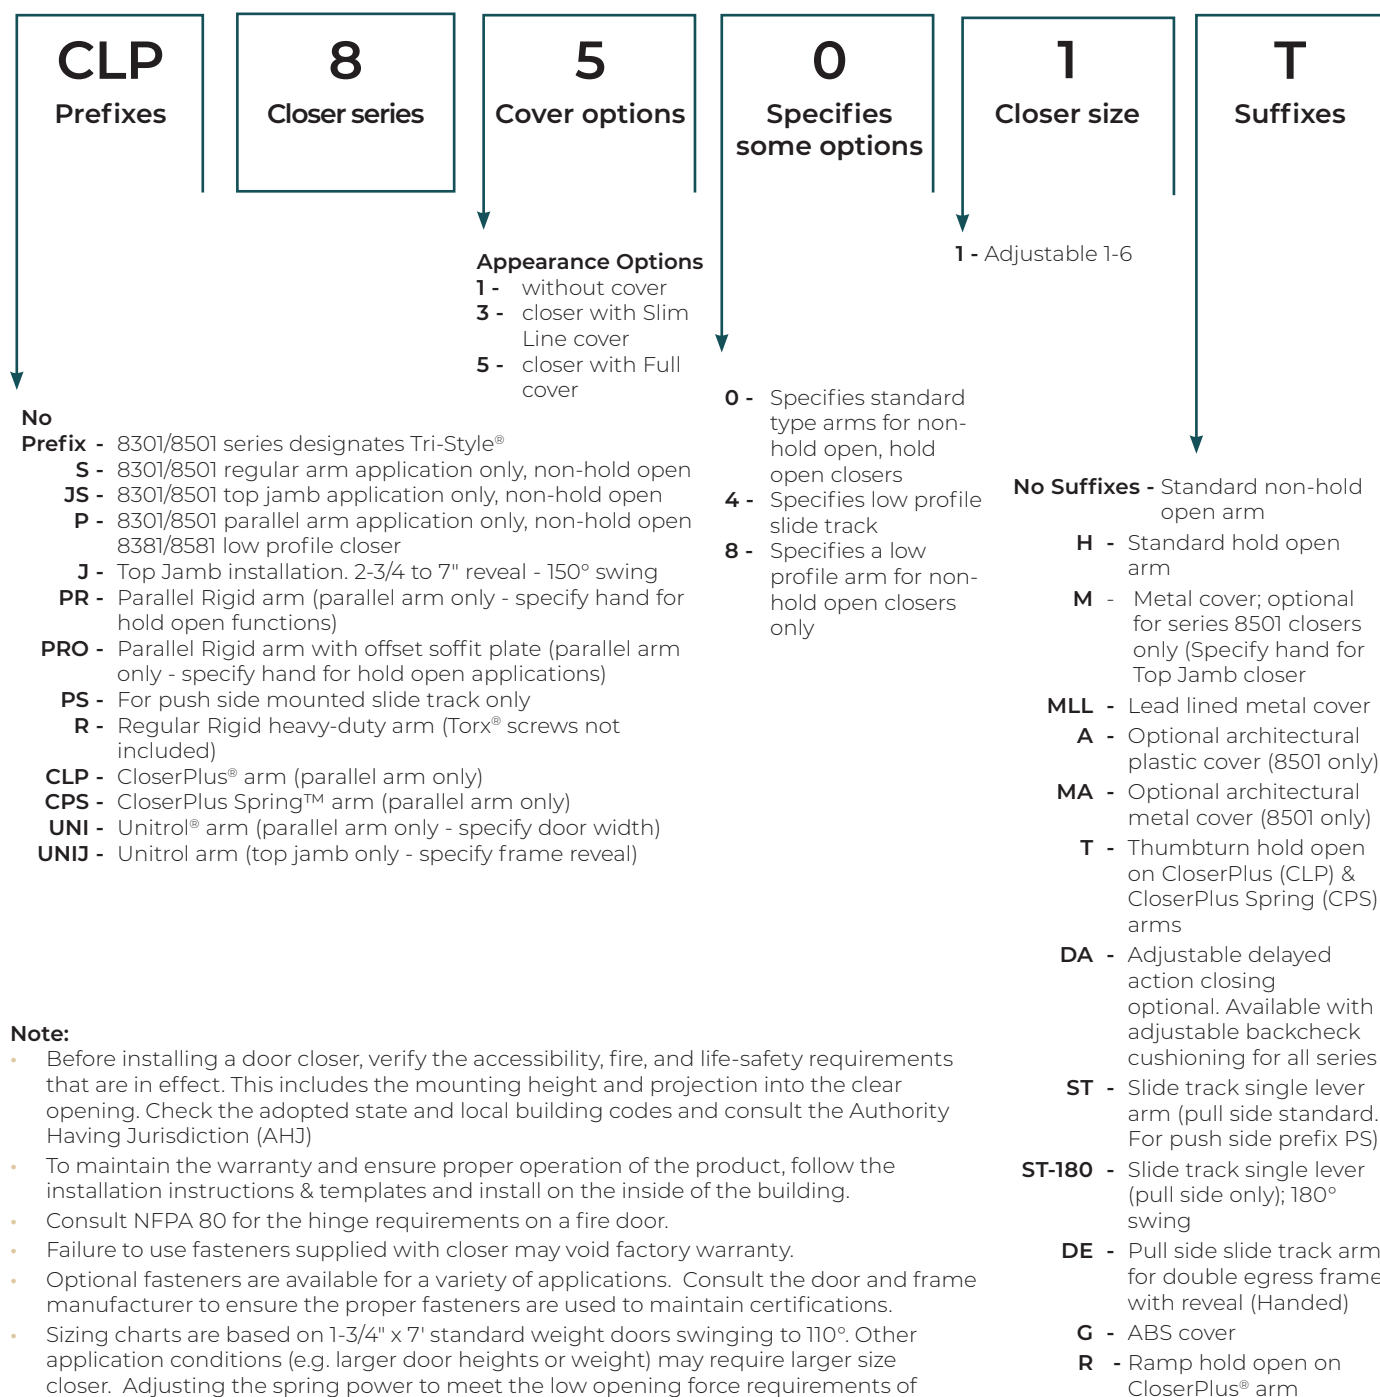 CLP
Prefixes
8
Closer series
5
Cover options
0
Specifies
some options
1
Closer size
T
Suffixes
Appearance Options
1 - without cover
3 - closer with Slim
Line cover
5 - closer with Full
cover
1 - Adjustable 1-6
No
Prefix - 8301/8501 series designates Tri-Style®
S - 8301/8501 regular arm application only, non-hold open
JS - 8301/8501 top jamb application only, non-hold open
P - 8301/8501 parallel arm application only, non-hold open
8381/8581 low profile closer
J - Top Jamb installation. 2-3/4 to 7" reveal - 150° swing
PR - Parallel Rigid arm (parallel arm only - specify hand for
hold open functions)
PRO - Parallel Rigid arm with offset soffit plate (parallel arm
only - specify hand for hold open applications)
PS - For push side mounted slide track only
R - Regular Rigid heavy-duty arm (Torx® screws not
included)
CLP - CloserPlus® arm (parallel arm only)
CPS - CloserPlus Spring™ arm (parallel arm only)
UNI - Unitrol® arm (parallel arm only - specify door width)
UNIJ - Unitrol arm (top jamb only - specify frame reveal)
0 - Specifies standard
type arms for non-
hold open, hold
open closers
4 - Specifies low profile
slide track
8 - Specifies a low
profile arm for non-
hold open closers
only
No Suffixes - Standard non-hold
open arm
H - Standard hold open
arm
M - Metal cover; optional
for series 8501 closers
only (Specify hand for
Top Jamb closer
MLL - Lead lined metal cover
A - Optional architectural
plastic cover (8501 only)
MA - Optional architectural
metal cover (8501 only)
T - Thumbturn hold open
on CloserPlus (CLP) &
CloserPlus Spring (CPS)
arms
DA - Adjustable delayed
action closing
optional. Available with
adjustable backcheck
cushioning for all series
ST - Slide track single lever
arm (pull side standard.
For push side prefix PS)
ST-180 - Slide track single lever
(pull side only); 180°
swing
DE - Pull side slide track arm
for double egress frame
with reveal (Handed)
G - ABS cover
R - Ramp hold open on
CloserPlus® arm
Note:
• Before installing a door closer, verify the accessibility, fire, and life-safety requirements
that are in effect. This includes the mounting height and projection into the clear
opening. Check the adopted state and local building codes and consult the Authority
Having Jurisdiction (AHJ)
• To maintain the warranty and ensure proper operation of the product, follow the
installation instructions & templates and install on the inside of the building.
• Consult NFPA 80 for the hinge requirements on a fire door.
• Failure to use fasteners supplied with closer may void factory warranty.
• Optional fasteners are available for a variety of applications. Consult the door and frame
manufacturer to ensure the proper fasteners are used to maintain certifications.
• Sizing charts are based on 1-3/4" x 7' standard weight doors swinging to 110°. Other
application conditions (e.g. larger door heights or weight) may require larger size
closer. Adjusting the spring power to meet the low opening force requirements of